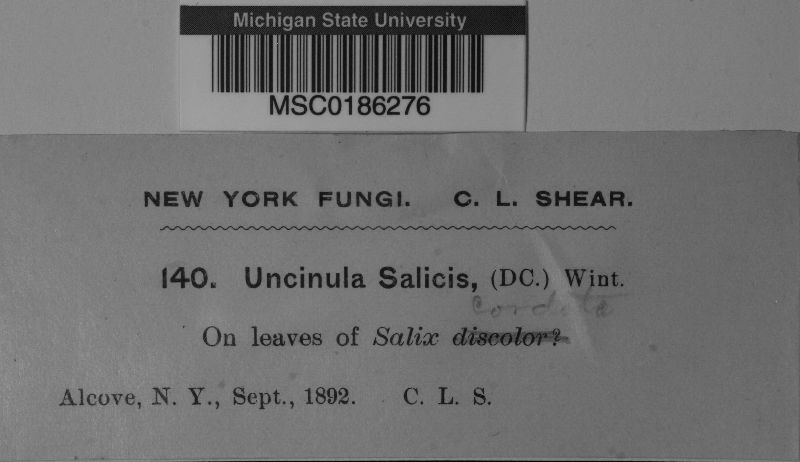 Michigan State University
MSC0186276
NEW YORK FUNGI. C. L. SHEAR.
140. Uncinula Salicis, (DC.) Wint.
cordata
On leaves of Salix discolor?
Alcove, N. Y., Sept., 1892. C. L. S.